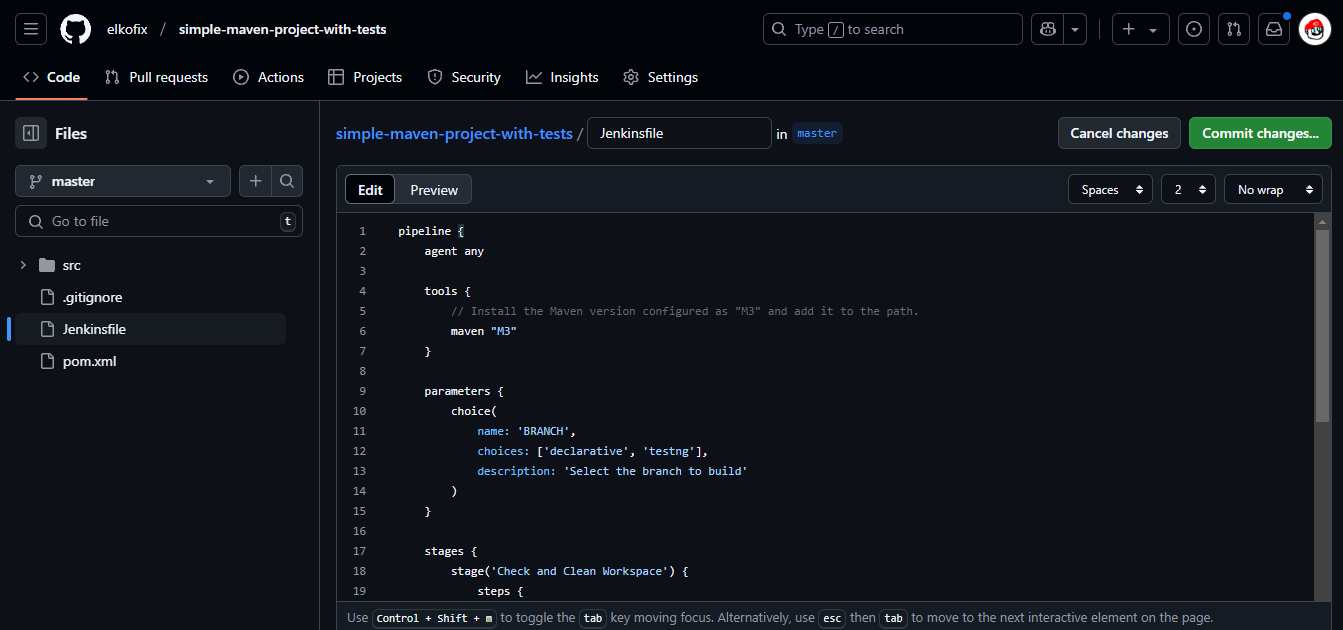 elkofix / simple-maven-project-with-tests
Type / to search
Code Pull requests Actions Projects Security Insights Settings
Files
simple-maven-project-with-tests / Jenkinsfile in master
Cancel changes Commit changes...
master
Go to file t
src
.gitignore
Jenkinsfile
pom.xml
Edit Preview Spaces 2 No wrap
1 pipeline {
2     agent any
3
4     tools {
5         // Install the Maven version configured as "M3" and add it to the path.
6         maven "M3"
7     }
8
9     parameters {
10         choice(
11             name: 'BRANCH',
12             choices: ['declarative', 'testng'],
13             description: 'Select the branch to build'
14         )
15     }
16
17     stages {
18         stage('Check and Clean Workspace') {
19             steps {
Use Control + Shift + m to toggle the tab key moving focus. Alternatively, use esc then tab to move to the next interactive element on the page.